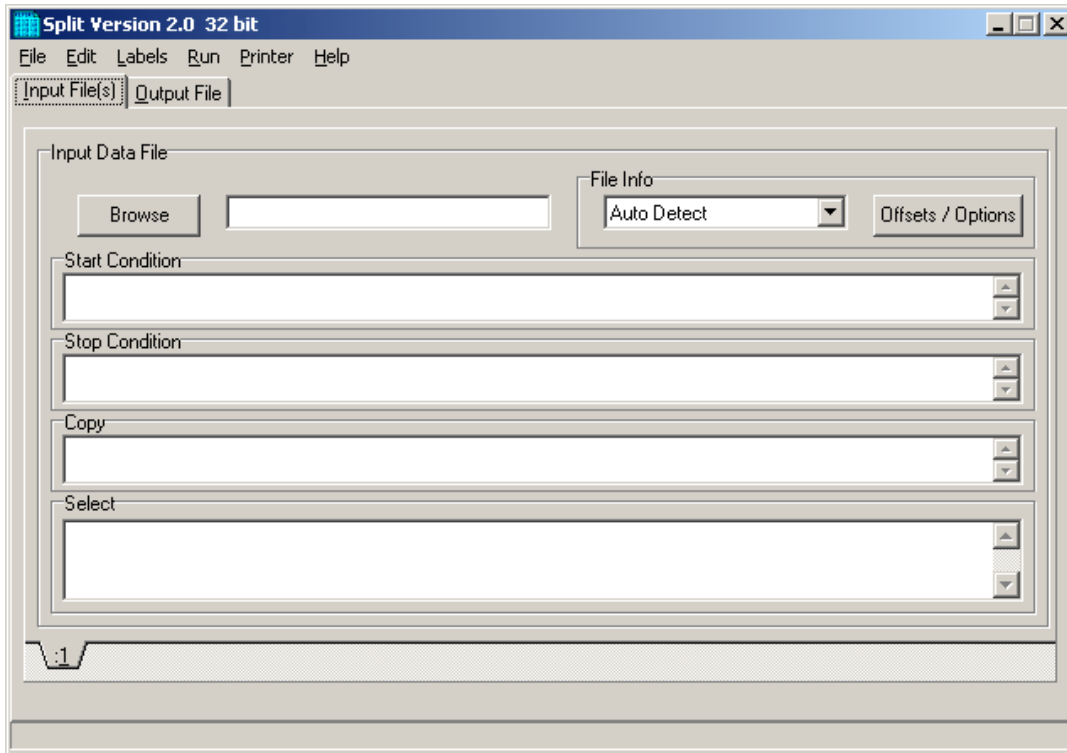 Split Version 2.0  32 bit
File Edit Labels Run Printer Help
Input File(s) Output File
Input Data File
File Info
Browse Auto Detect Offsets / Options
Start Condition
Stop Condition
Copy
Select
:1